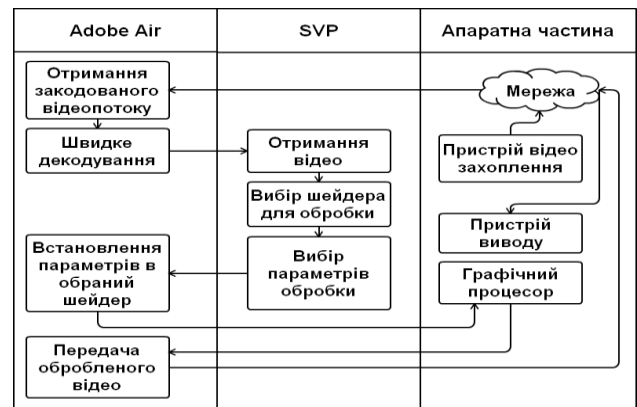 Adobe Air
SVP
Апаратна частина
Отримання
закодованого
відеопотоку
Швидке
декодування
Встановлення
параметрів в
обраний
шейдер
Передача
обробленого
відео
Отримання
відео
Вибір шейдера
для обробки
Вибір
параметрів
обробки
Мережа
Пристрій відео
захоплення
Пристрій
виводу
Графічний
процесор